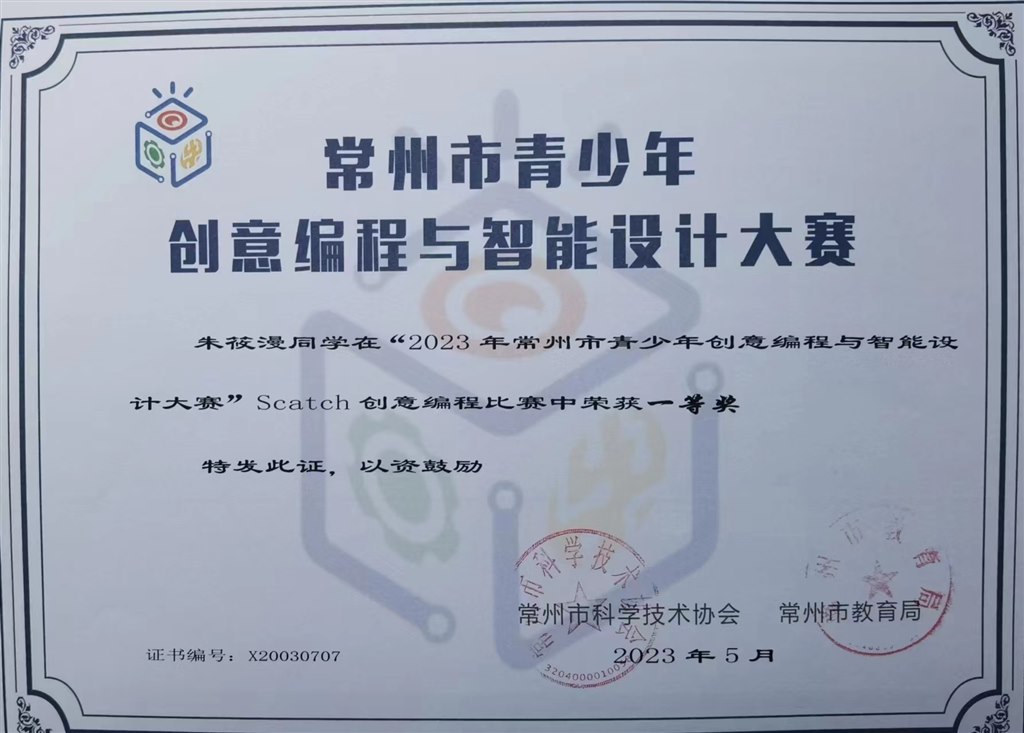 常州市青少年
创意编程与智能设计大赛
朱筱漫同学在“2023年常州市青少年创意编程与智能设
计大赛”Scatch创意编程比赛中荣获一等奖
特发此证，以资鼓励
常州市科学技术协会 常州市教育局
证书编号：X20030707
2023年5月